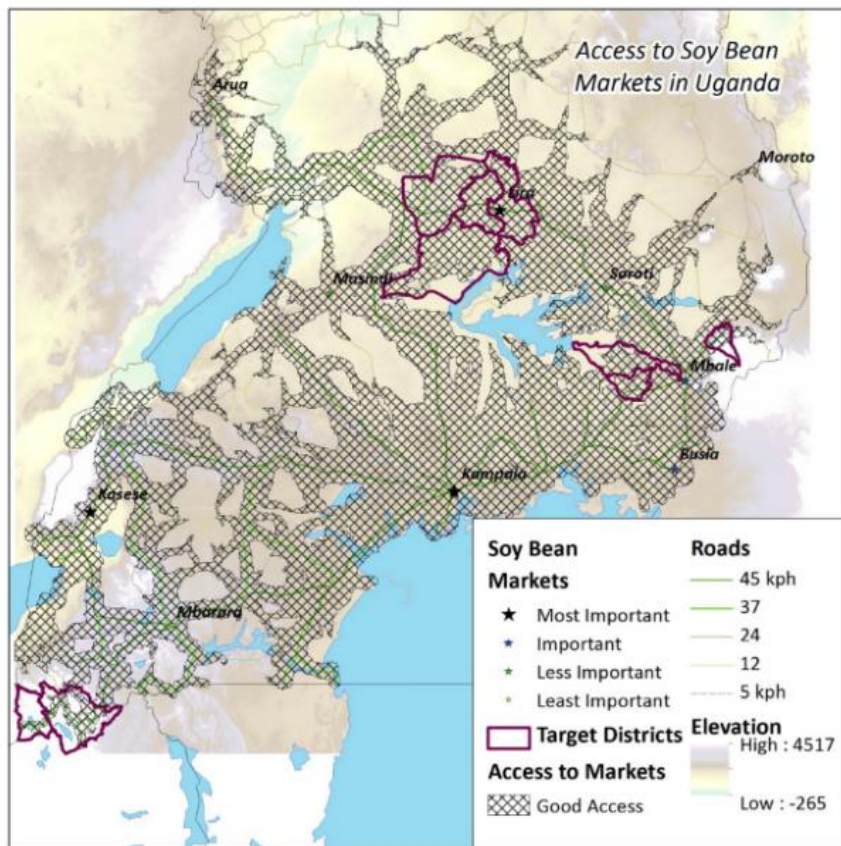 Access to Soy Bean
Markets in Uganda
Arua
Moroto
Lira
Masindi
Soroti
Mbale
Busia
Kampala
Kasese
Mbarara
Soy Bean
Markets
Most Important
Important
Less Important
Least Important
Target Districts
Access to Markets
Good Access
Roads
45 kph
37
24
12
5 kph
Elevation
High : 4517
Low : -265